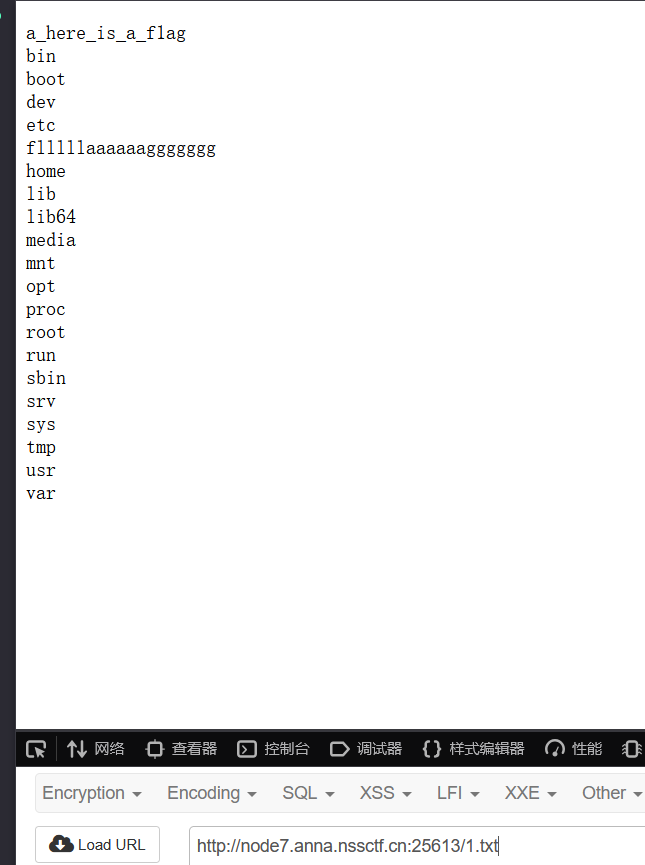 a_here_is_a_flag
bin
boot
dev
etc
flllllaaaaaaggggggg
home
lib
lib64
media
mnt
opt
proc
root
run
sbin
srv
sys
tmp
usr
var
网络 查看器 控制台 调试器 样式编辑器 性能
Encryption Encoding SQL XSS LFI XXE Other
Load URL http://node7.anna.nssctf.cn:25613/1.txt